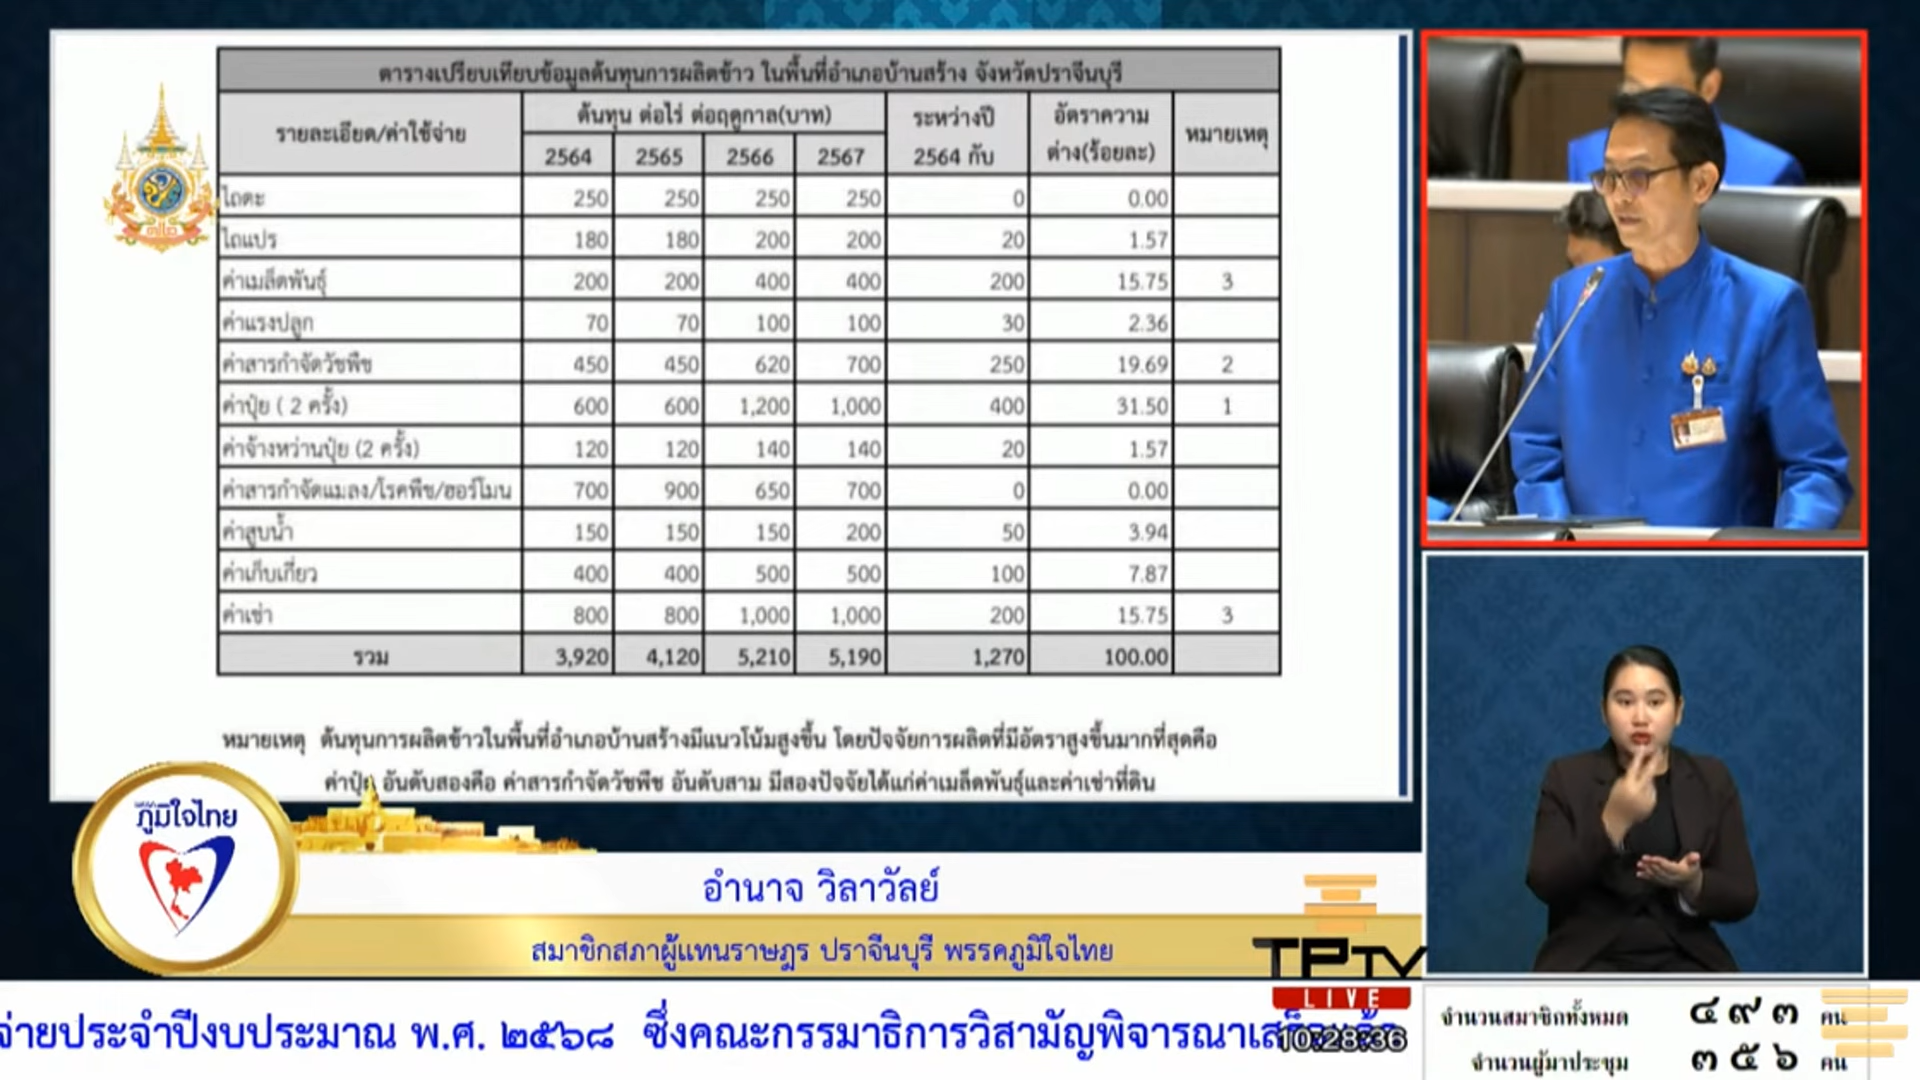 ตารางเปรียบเทียบข้อมูลต้นทุนการผลิตข้าว ในพื้นที่อำเภอบ้านสร้าง จังหวัดปราจีนบุรี
รายละเอียด/ค่าใช้จ่าย ต้นทุน ต่อไร่ ต่อฤดูกาล(บาท) ระหว่างปี 2564 กับ อัตราความต่าง(ร้อยละ) หมายเหตุ
2564 2565 2566 2567
ไถดะ 250 250 250 250 0 0.00
ไถแปร 180 180 200 200 20 1.57
ค่าเมล็ดพันธุ์ 200 200 400 400 200 15.75 3
ค่าแรงปลูก 70 70 100 100 30 2.36
ค่าสารกำจัดวัชพืช 450 450 620 700 250 19.69 2
ค่าปุ๋ย ( 2 ครั้ง) 600 600 1,200 1,000 400 31.50 1
ค่าจ้างหว่านปุ๋ย (2 ครั้ง) 120 120 140 140 20 1.57
ค่าสารกำจัดแมลง/โรคพืช/ฮอร์โมน 700 900 650 700 0 0.00
ค่าสูบน้ำ 150 150 150 200 50 3.94
ค่าเก็บเกี่ยว 400 400 500 500 100 7.87
ค่าเช่า 800 800 1,000 1,000 200 15.75 3
รวม 3,920 4,120 5,210 5,190 1,270 100.00
หมายเหตุ ต้นทุนการผลิตข้าวในพื้นที่อำเภอบ้านสร้างมีแนวโน้มสูงขึ้น โดยปัจจัยการผลิตที่มีอัตราสูงขึ้นมากที่สุดคือ
ค่าปุ๋ย อันดับสองคือ ค่าสารกำจัดวัชพืช อันดับสาม มีสองปัจจัยได้แก่ค่าเมล็ดพันธุ์และค่าเช่าที่ดิน
ภูมิใจไทย
อำนาจ วิลาวัลย์
สมาชิกสภาผู้แทนราษฎร ปราจีนบุรี พรรคภูมิใจไทย
TPTV
LIVE
จ่ายประจำปีงบประมาณ พ.ศ. ๒๕๖๘ ซึ่งคณะกรรมาธิการวิสามัญพิจารณา
10:28:36
จำนวนสมาชิกทั้งหมด ๔๙๓ คน
จำนวนผู้มาประชุม ๓๕๖ คน